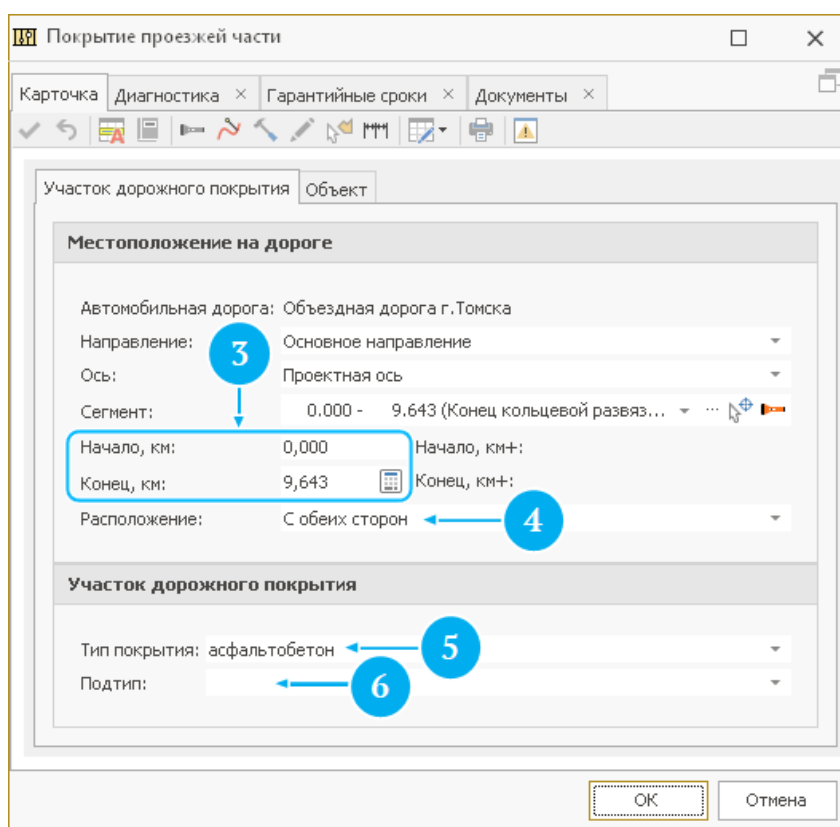 Покрытие проезжей части
Карточка Диагностика × Гарантийные сроки × Документы ×
Участок дорожного покрытия Объект
Местоположение на дороге
Автомобильная дорога: Объездная дорога г.Томска
Направление: Основное направление
3
Ось: Проектная ось
Сегмент: 0.000 - 9.643 (Конец кольцевой развяз... ...
Начало, км: 0,000 Начало, км+:
Конец, км: 9,643 Конец, км+:
Расположение: С обеих сторон 4
Участок дорожного покрытия
Тип покрытия: асфальтобетон 5
Подтип: 6
ОК Отмена